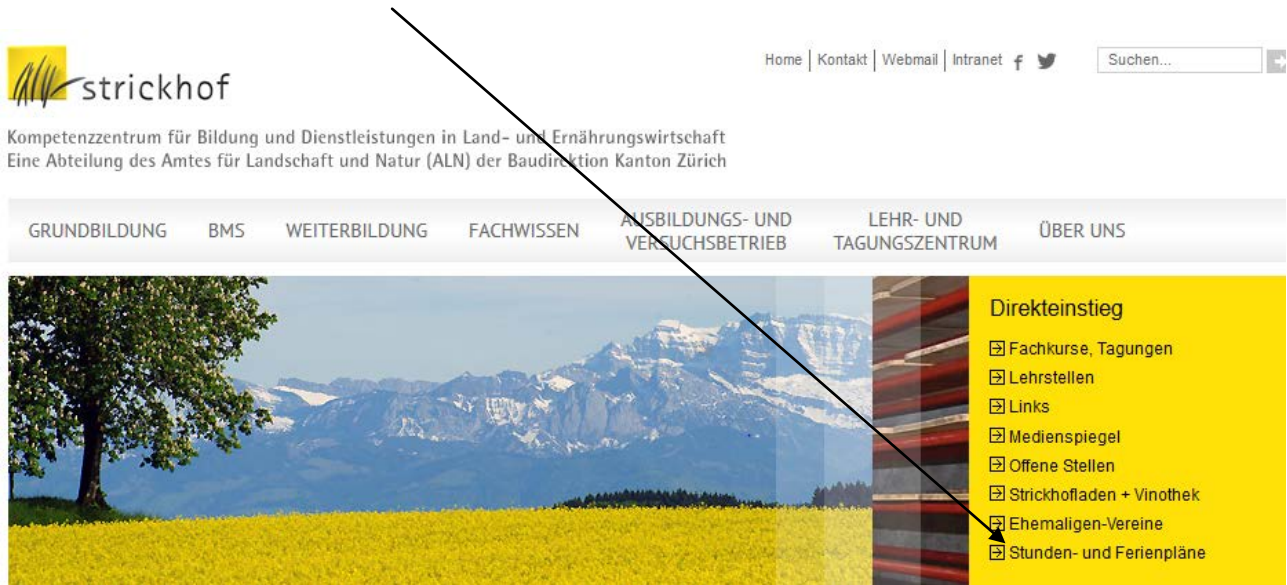 Home | Kontakt | Webmail | Intranet
Suchen...
strickhof
Kompetenzzentrum für Bildung und Dienstleistungen in Land- und Ernährungswirtschaft
Eine Abteilung des Amtes für Landschaft und Natur (ALN) der Baudirektion Kanton Zürich
GRUNDBILDUNG
BMS
WEITERBILDUNG
FACHWISSEN
AUSBILDUNGS- UND
VERSUCHSBETRIEB
LEHR- UND
TAGUNGSZENTRUM
ÜBER UNS
Direkteinstieg
Fachkurse, Tagungen
Lehrstellen
Links
Medienspiegel
Offene Stellen
Strickhofladen + Vinothek
Ehemaligen-Vereine
Stunden- und Ferienpläne